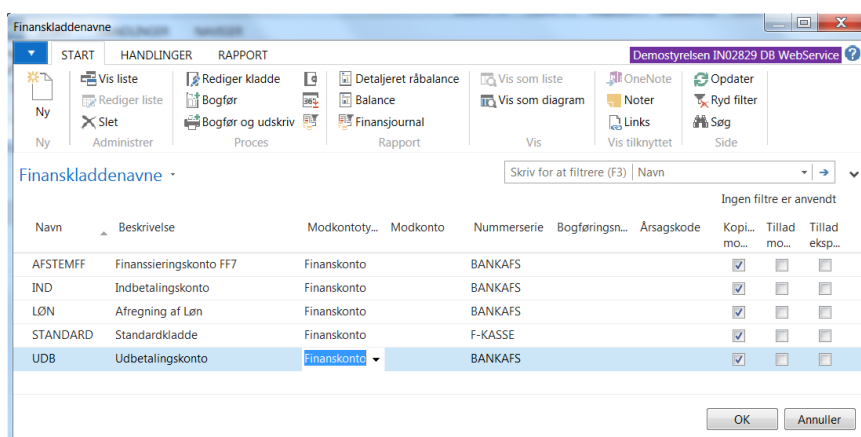 Finanskladdenavne
START HANDLINGER RAPPORT Demostyrelsen IN02829 DB WebService
Vis liste Rediger kladde Detaljeret råbalance Vis som liste OneNote Opdater
Ny Rediger liste Bogfør Balance Vis som diagram Noter Ryd filter
Slet Bogfør og udskriv Finansjournal Links Søg
Ny Administrer Proces Rapport Vis Vis tilknyttet Side
Finanskladdenavne Skriv for at filtrere (F3) Navn
Ingen filtre er anvendt
Navn Beskrivelse Modkontoty... Modkonto Nummerserie Bogføringsn... Årsagskode Kopi... Tillad Tillad
mo... mo... eksp...
AFSTEMFF Finanssieringskonto FF7 Finanskonto BANKAFS
IND Indbetalingskonto Finanskonto BANKAFS
LØN Afregning af Løn Finanskonto BANKAFS
STANDARD Standardkladde Finanskonto F-KASSE
UDB Udbetalingskonto Finanskonto BANKAFS
OK Annuller